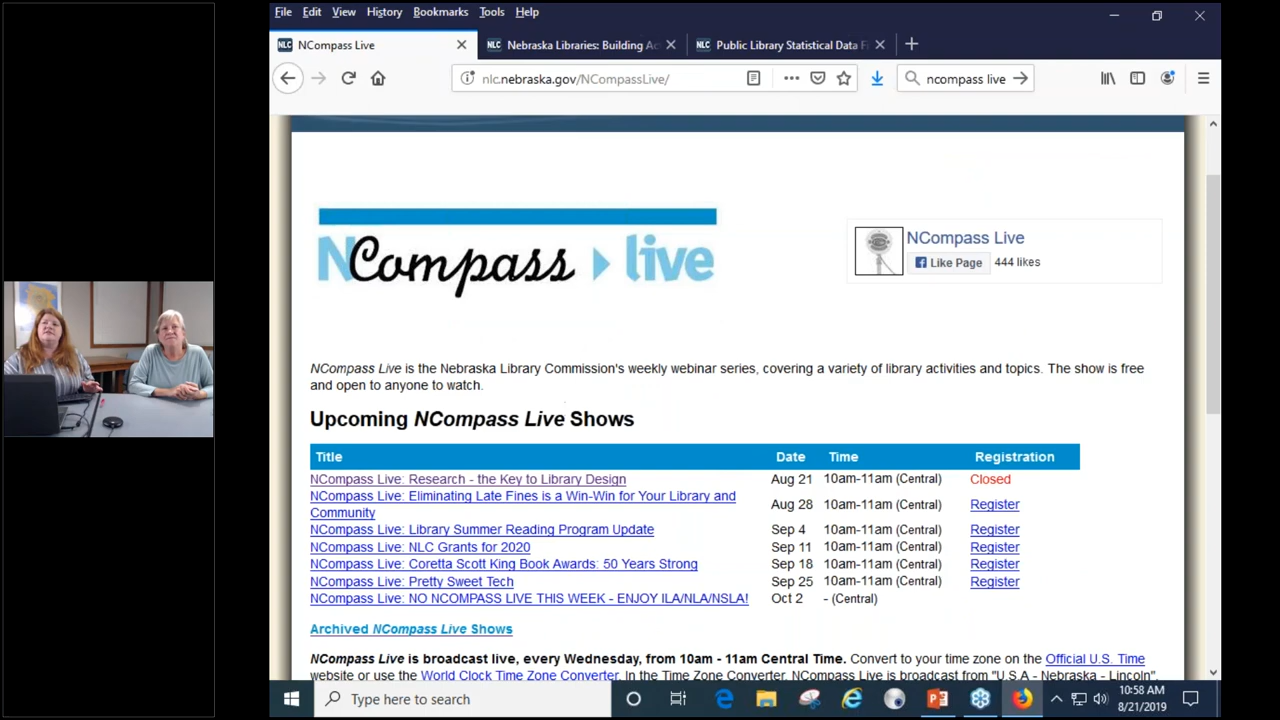 File Edit View History Bookmarks Tools Help
NLC NCompass Live
NLC Nebraska Libraries: Building Ac
NLC Public Library Statistical Data F
nlc.nebraska.gov/NCompassLive/
ncompass live
NCompass live
NCompass Live
Like Page 444 likes
NCompass Live is the Nebraska Library Commission's weekly webinar series, covering a variety of library activities and topics. The show is free
and open to anyone to watch.
Upcoming NCompass Live Shows
Title Date Time Registration
NCompass Live: Research - the Key to Library Design Aug 21 10am-11am (Central) Closed
NCompass Live: Eliminating Late Fines is a Win-Win for Your Library and
Community Aug 28 10am-11am (Central) Register
NCompass Live: Library Summer Reading Program Update Sep 4 10am-11am (Central) Register
NCompass Live: NLC Grants for 2020 Sep 11 10am-11am (Central) Register
NCompass Live: Coretta Scott King Book Awards: 50 Years Strong Sep 18 10am-11am (Central) Register
NCompass Live: Pretty Sweet Tech Sep 25 10am-11am (Central) Register
NCompass Live: NO NCOMPASS LIVE THIS WEEK - ENJOY ILA/NLA/NSLA! Oct 2 - (Central)
Archived NCompass Live Shows
NCompass Live is broadcast live, every Wednesday, from 10am - 11am Central Time. Convert to your time zone on the Official U.S. Time
website or use the World Clock Time Zone Converter. In the Time Zone Converter, NCompass Live is broadcast from "U.S.A - Nebraska - Lincoln".
Type here to search
10:58 AM
8/21/2019